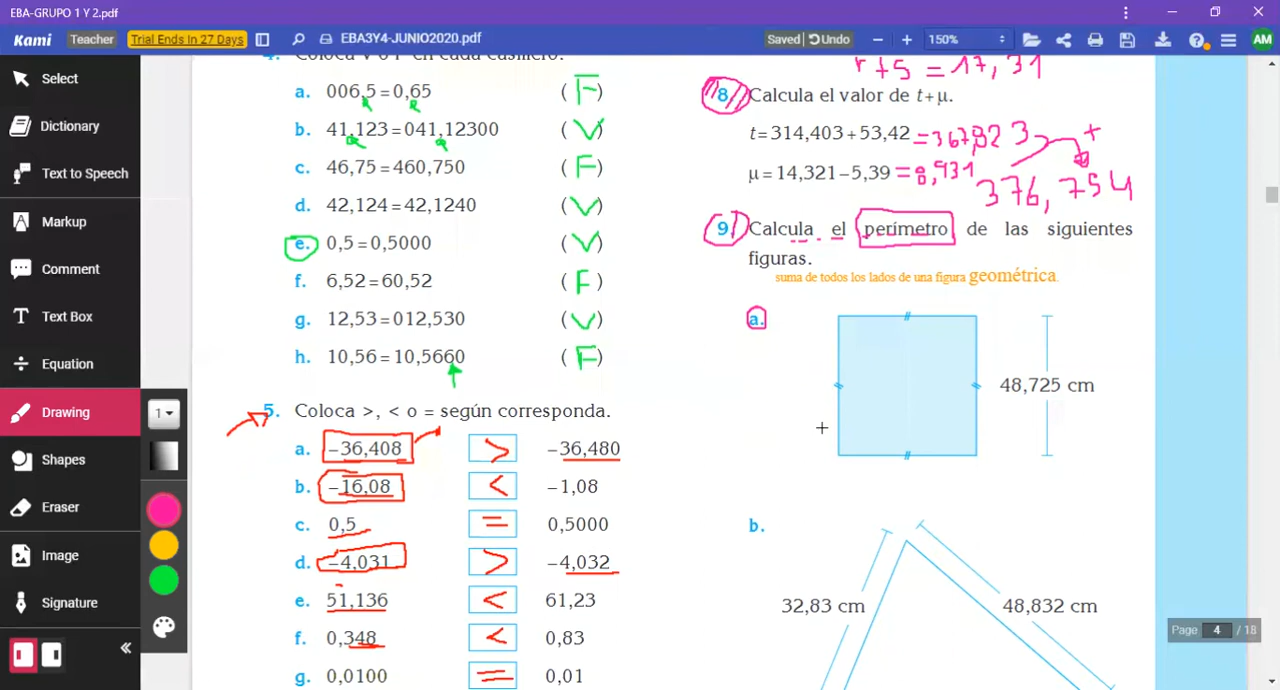 EBA-GRUPO 1 Y 2.pdf
Kami Teacher Trial Ends In 27 Days EBA3Y4-JUNIO2020.pdf Saved Undo 150% AM
Select
Dictionary
Text to Speech
Markup
Comment
Text Box
Equation
Drawing
1
Shapes
Eraser
Image
Signature
4. Coloca V o F en cada casillero.
a. 006,5 = 0,65 ( F )
b. 41,123 = 041,12300 ( V )
c. 46,75 = 460,750 ( F )
d. 42,124 = 42,1240 ( V )
e. 0,5 = 0,5000 ( V )
f. 6,52 = 60,52 ( F )
g. 12,53 = 012,530 ( V )
h. 10,56 = 10,5660 ( F )
5. Coloca >, < o = según corresponda.
a. −36,408 > −36,480
b. −16,08 < −1,08
c. 0,5 = 0,5000
d. −4,031 > −4,032
e. 51,136 < 61,23
f. 0,348 < 0,83
g. 0,0100 = 0,01
r + s = 17,31
8 Calcula el valor de t + μ.
t = 314,403 + 53,42 = 367,823 +
μ = 14,321 − 5,39 = 8,931
376,754
9 Calcula el perímetro de las siguientes
figuras.
suma de todos los lados de una figura geométrica.
a.
48,725 cm
b.
32,83 cm 48,832 cm
Page 4 / 18